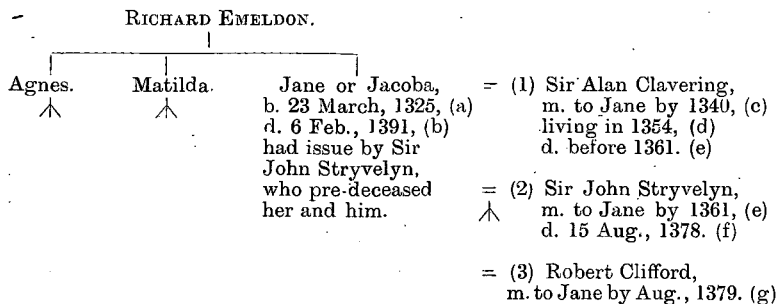 RICHARD EMELDON.
Agnes.
Matilda.
Jane or Jacoba,
b. 23 March, 1325, (a)
d. 6 Feb., 1391, (b)
had issue by Sir
John Stryvelyn,
who pre-deceased
her and him.
= (1) Sir Alan Clavering,
m. to Jane by 1340, (c)
living in 1354, (d)
d. before 1361. (e)
= (2) Sir John Stryvelyn,
m. to Jane by 1361, (e)
d. 15 Aug., 1378. (f)
= (3) Robert Clifford,
m. to Jane by Aug., 1379. (g)